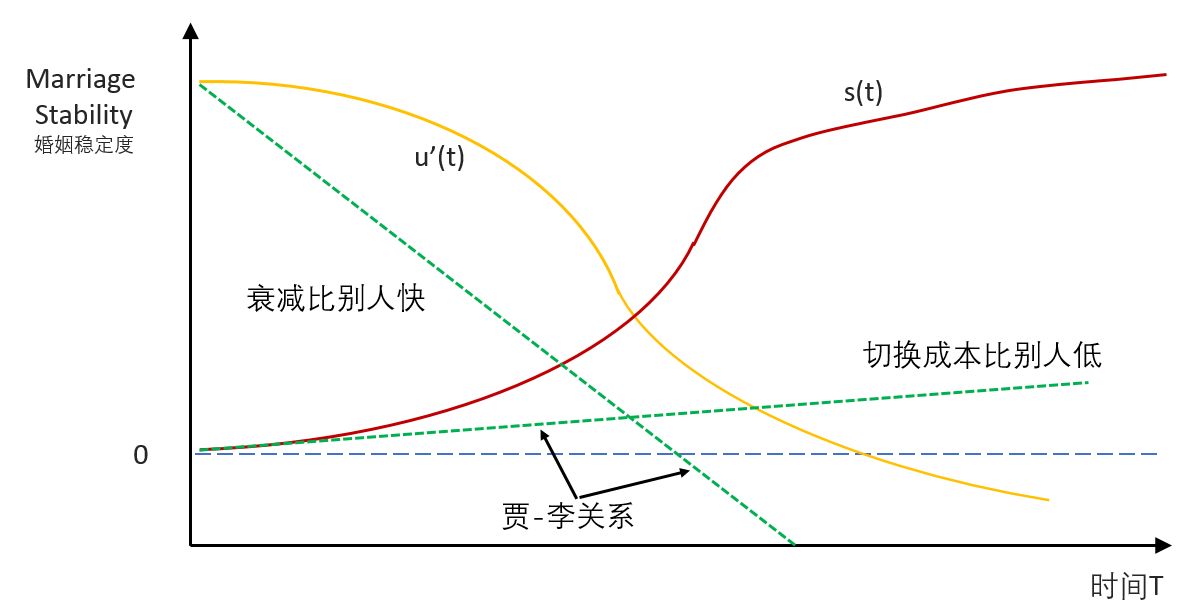 Marriage
Stability
婚姻稳定度
s(t)
u’(t)
衰减比别人快
切换成本比别人低
0
贾-李关系
时间T